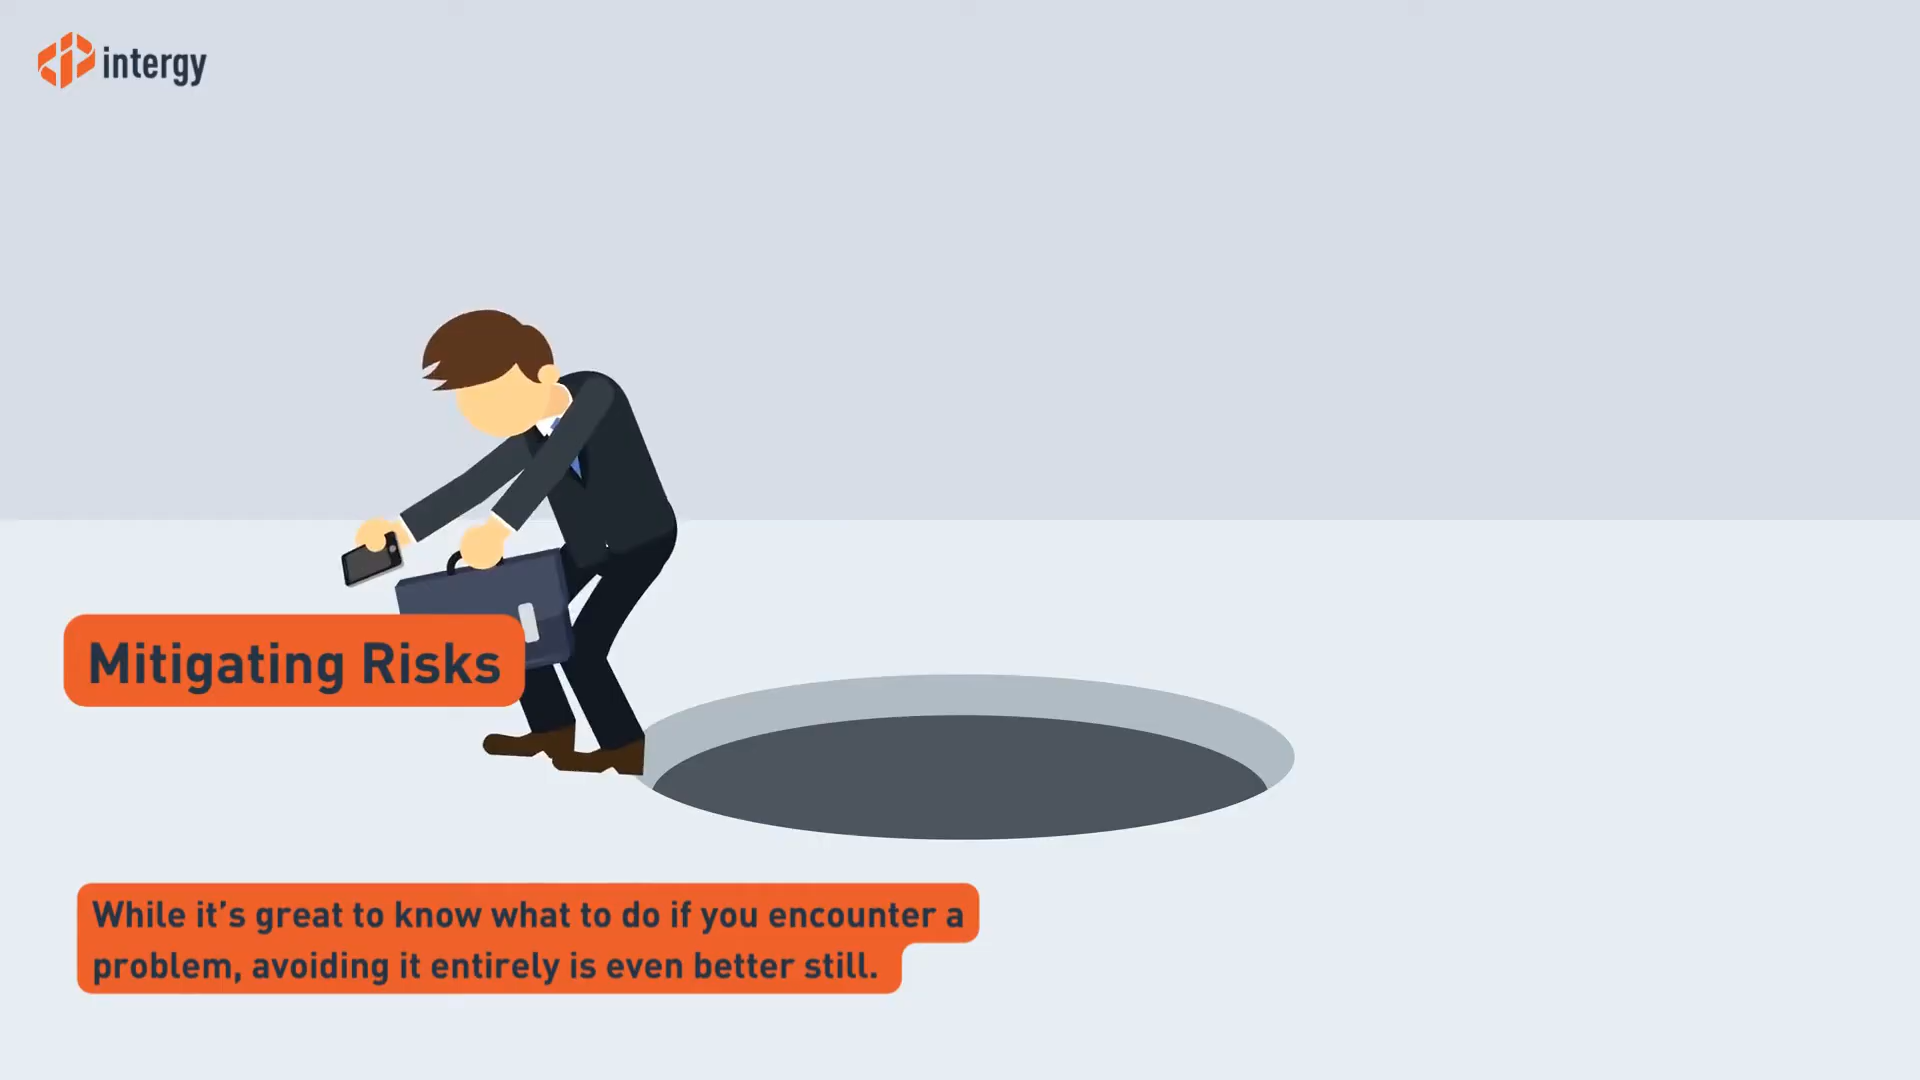 intergy
Mitigating Risks
While it’s great to know what to do if you encounter a
problem, avoiding it entirely is even better still.